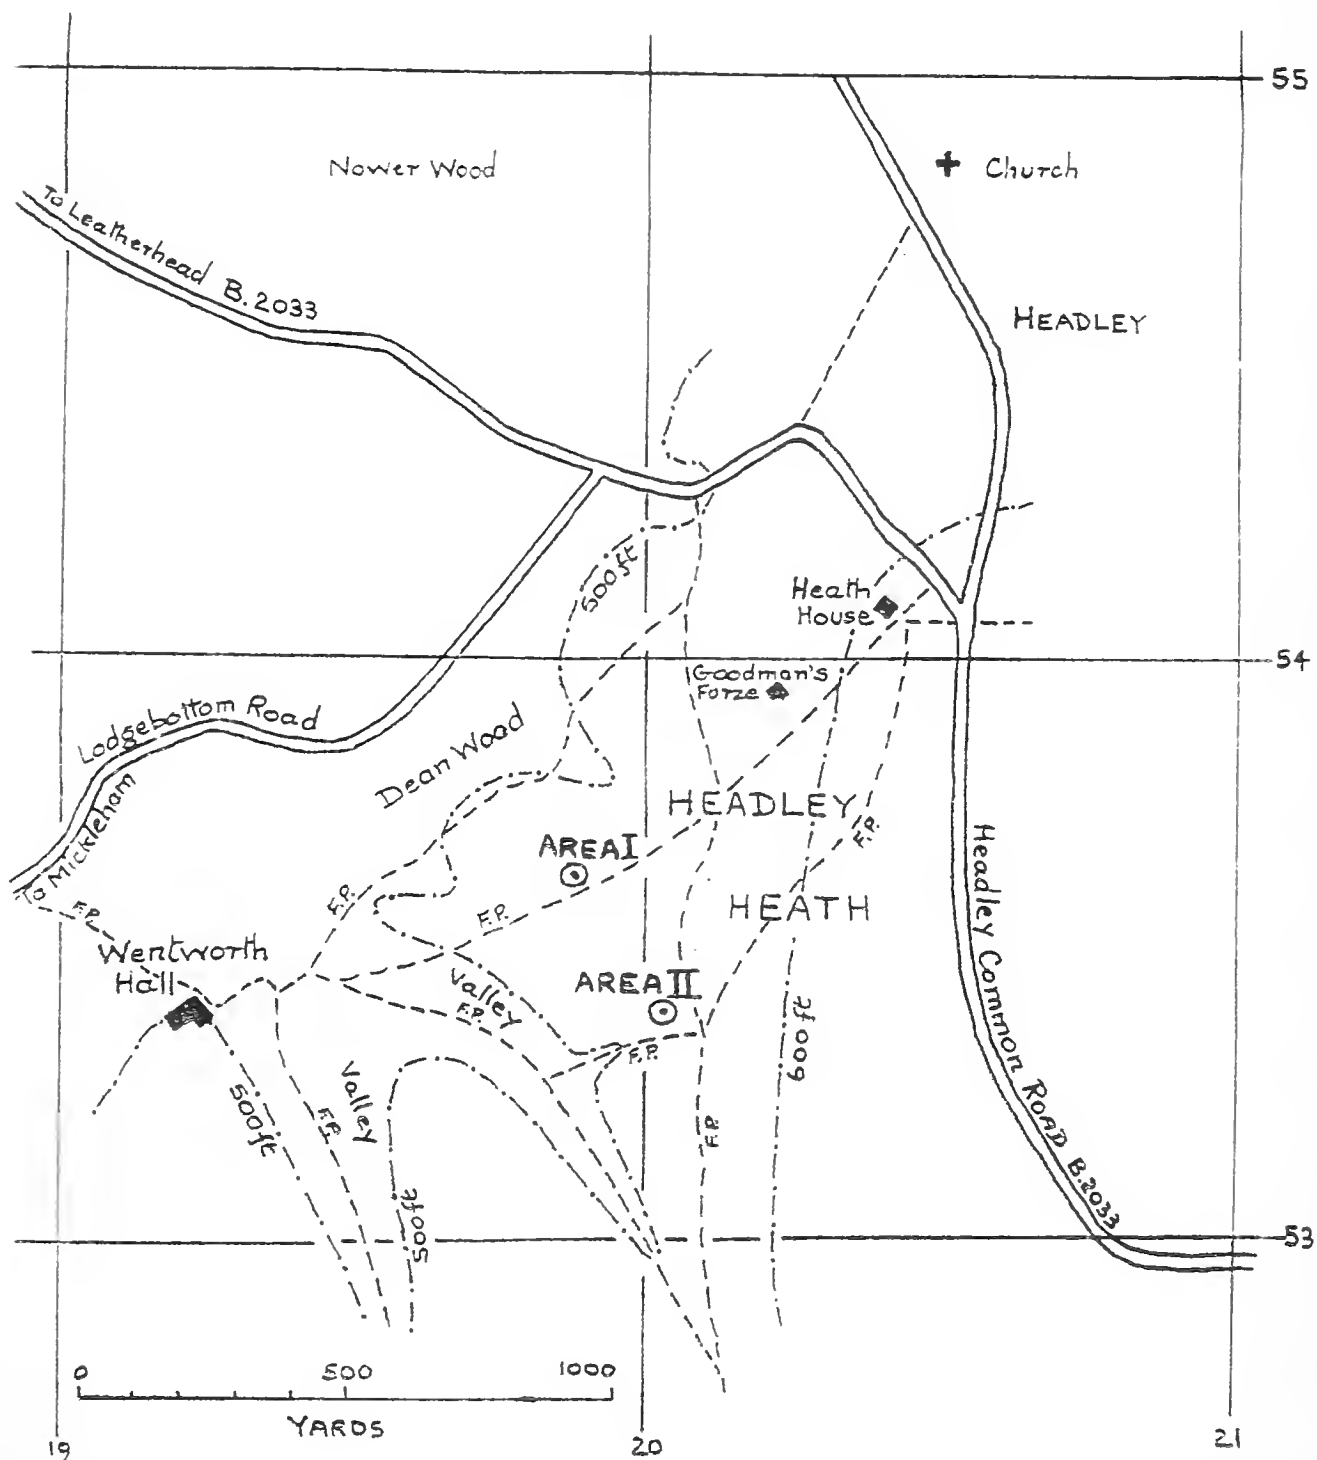 55
Nower Wood
Church
To Leatherhead B.2033
HEADLEY
500ft
Heath
House
54
Goodman's
Furze
Lodgebottom Road
Dean Wood
HEADLEY
To Mickleham
AREA I
F.P.
Headley Common ROAD B.2033
F.P.
F.P.
F.P.
HEATH
Wentworth
Hall
Valley
AREA II
F.P.
600ft
F.P.
Valley
500ft
F.P.
F.P.
500ft
53
0 500 1000
YARDS
19 20 21